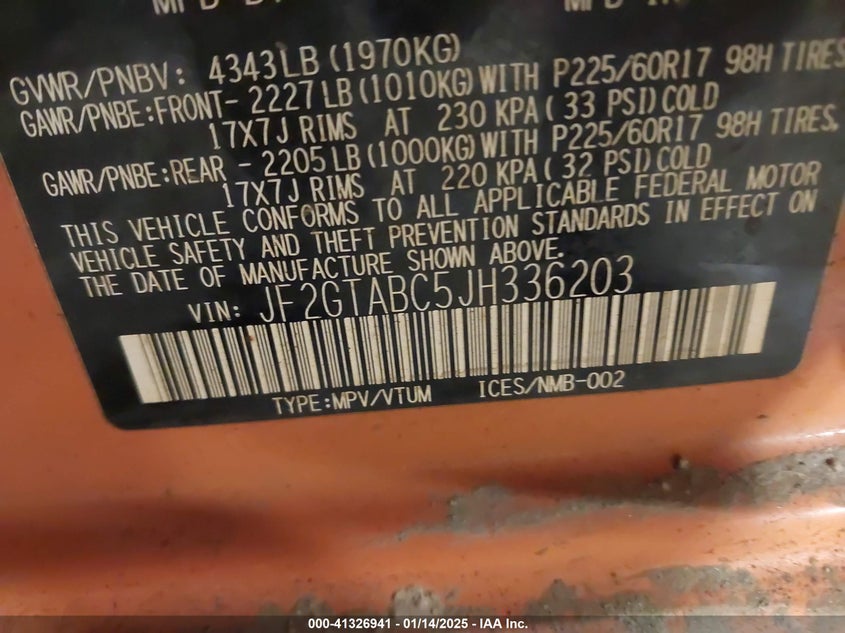 GVWR/PNBV: 4343LB (1970KG)
GAWR/PNBE:FRONT- 2227 LB (1010KG) WITH P225/60R17 98H TIRES
17X7J RIMS AT 230 KPA ( 33 PSI) COLD
GAWR/PNBE:REAR - 2205 LB (1000KG) WITH P225/60R17 98H TIRES,
17X7J RIMS AT 220 KPA ( 32 PSI) COLD
THIS VEHICLE CONFORMS TO ALL APPLICABLE FEDERAL MOTOR
VEHICLE SAFETY AND THEFT PREVENTION STANDARDS IN EFFECT ON
THE DATE OF MANUFACTURE SHOWN ABOVE.
VIN: JF2GTABC5JH336203
TYPE:MPV/VTUM ICES/NMB-002
000-41326941 - 01/14/2025 - IAA Inc.